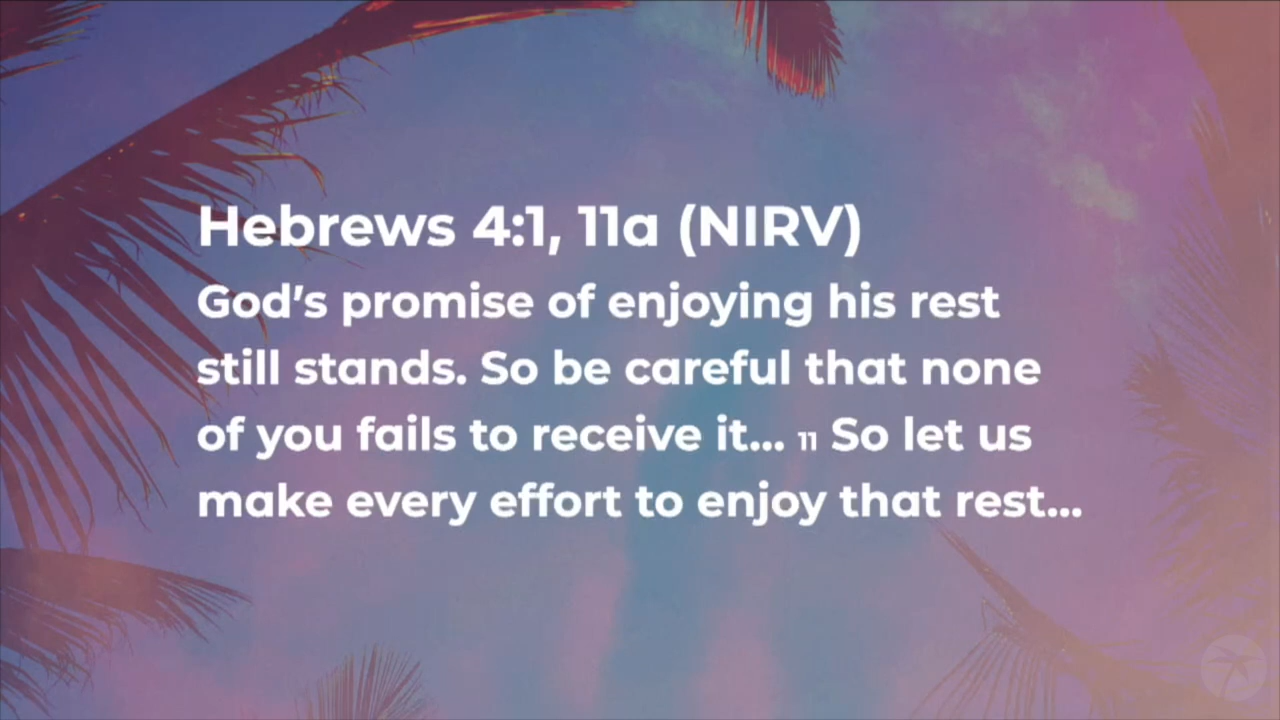 Hebrews 4:1, 11a (NIRV)
God's promise of enjoying his rest
still stands. So be careful that none
of you fails to receive it... 11 So let us
make every effort to enjoy that rest...